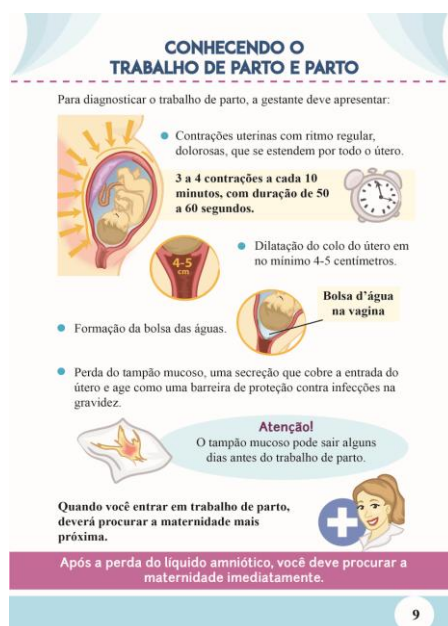 CONHECENDO O
TRABALHO DE PARTO E PARTO
Para diagnosticar o trabalho de parto, a gestante deve apresentar:
Contrações uterinas com ritmo regular,
dolorosas, que se estendem por todo o útero.
3 a 4 contrações a cada 10
minutos, com duração de 50
a 60 segundos.
Dilatação do colo do útero em
no mínimo 4-5 centímetros.
4-5
cm
Bolsa d’água
na vagina
Formação da bolsa das águas.
Perda do tampão mucoso, uma secreção que cobre a entrada do
útero e age como uma barreira de proteção contra infecções na
gravidez.
Atenção!
O tampão mucoso pode sair alguns
dias antes do trabalho de parto.
Quando você entrar em trabalho de parto,
deverá procurar a maternidade mais
próxima.
Após a perda do líquido amniótico, você deve procurar a
maternidade imediatamente.
9